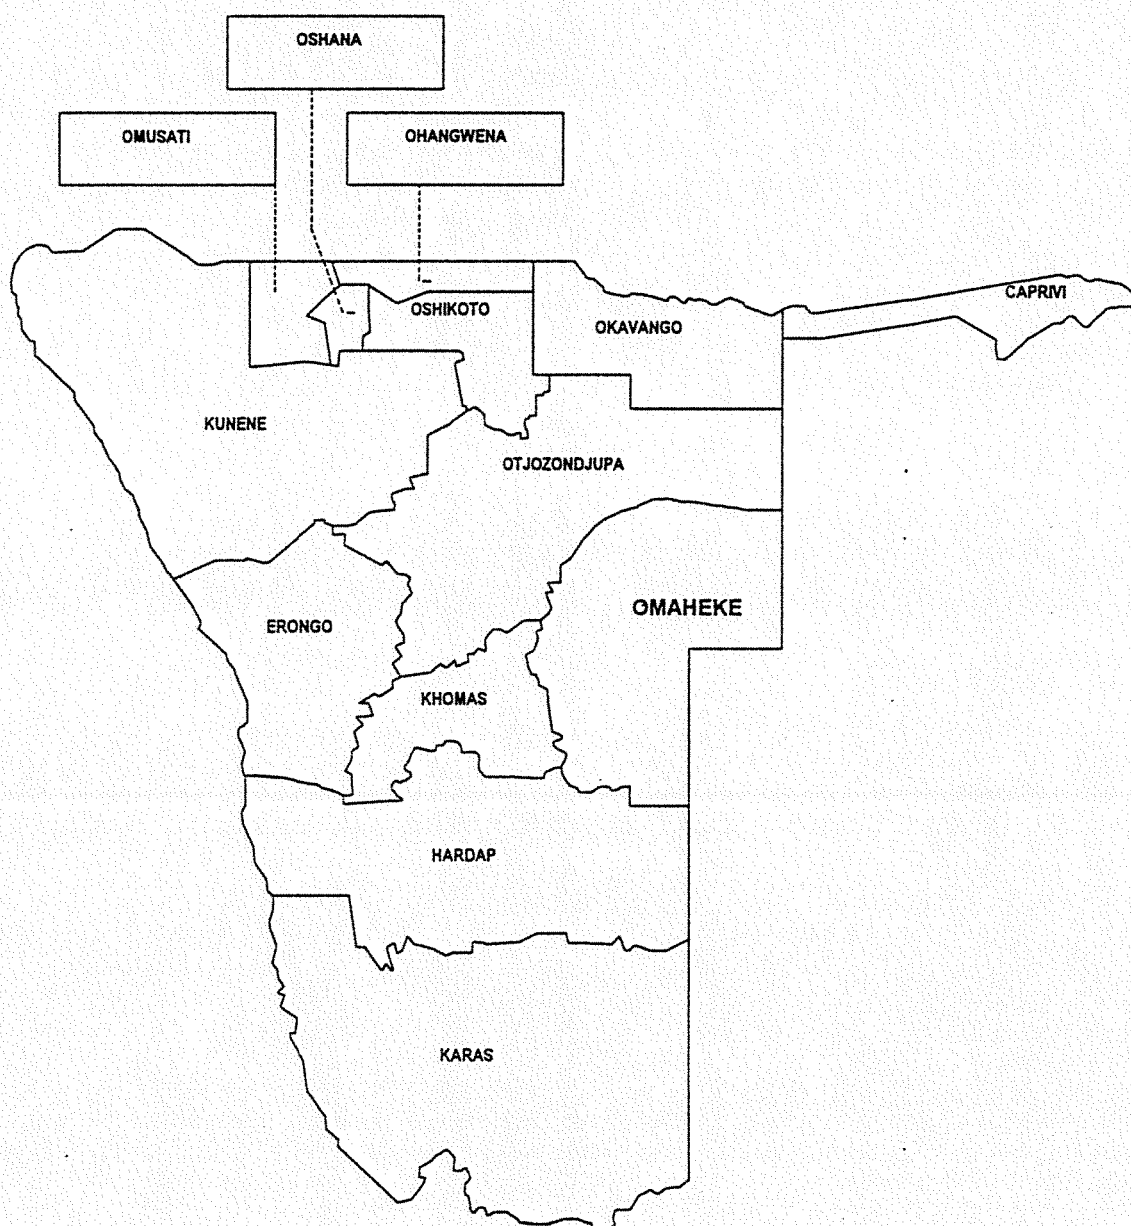 OSHANA
OMUSATI
OHANGWENA
CAPRIVI
OSHIKOTO
OKAVANGO
KUNENE
OTJOZONDJUPA
OMAHEKE
ERONGO
KHOMAS
HARDAP
KARAS